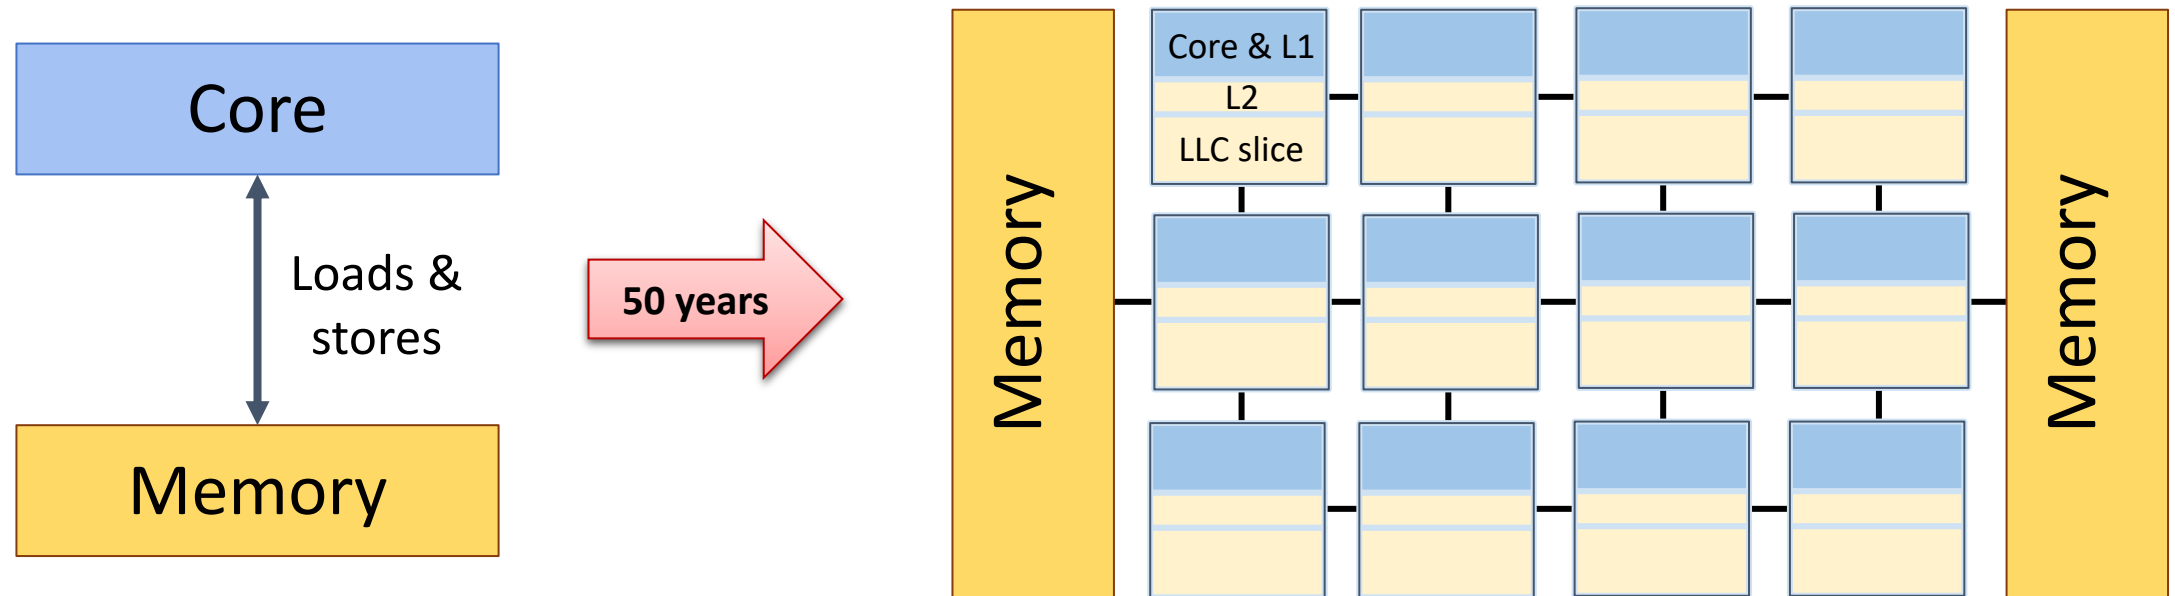 Core
Loads &
stores
Memory
50 years
Memory
Core & L1
L2
LLC slice
Memory